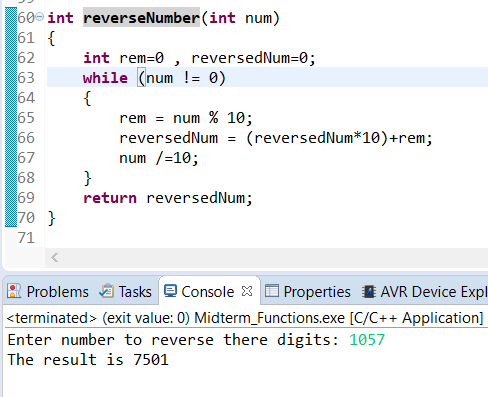 60 int reverseNumber(int num)
61 {
62     int rem=0 , reversedNum=0;
63     while (num != 0)
64     {
65         rem = num % 10;
66         reversedNum = (reversedNum*10)+rem;
67         num /=10;
68     }
69     return reversedNum;
70 }
71
Problems Tasks Console Properties AVR Device Expl
<terminated> (exit value: 0) Midterm_Functions.exe [C/C++ Application]
Enter number to reverse there digits: 1057
The result is 7501